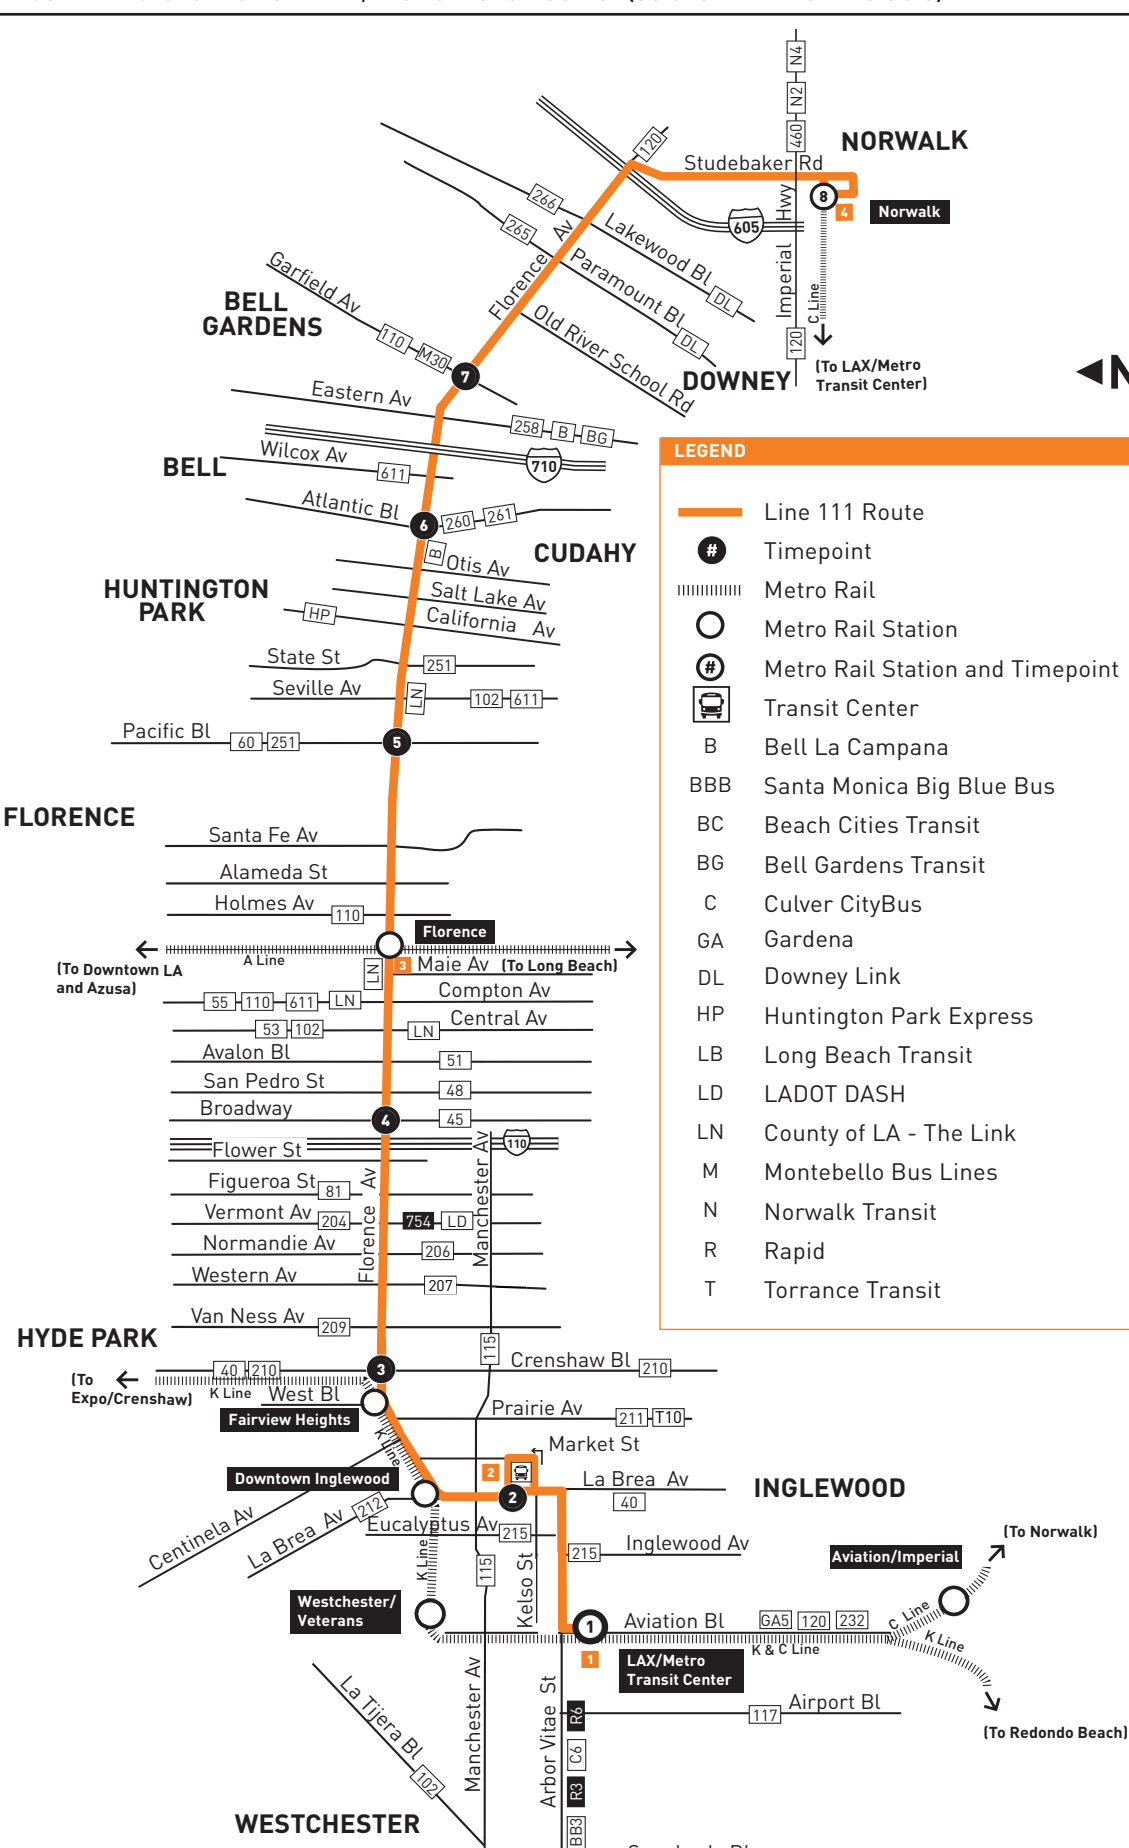 N4
N2
460
NORWALK
120
Studebaker Rd
Imperial Hwy
8
4
Norwalk
605
266
265
Lakewood Bl
DL
Paramount Bl
DL
Florence Av
Old River School Rd
C Line
120
(To LAX/Metro
Transit Center)
DOWNEY
Garfield Av
BELL
GARDENS
110
M30
7
N
Eastern Av
258
B
BG
BELL
Wilcox Av
611
710
Atlantic Bl
6
260
261
B
CUDAHY
Otis Av
HUNTINGTON
PARK
Salt Lake Av
HP
California Av
State St
251
Seville Av
LN
102
611
Pacific Bl
60
251
5
FLORENCE
Santa Fe Av
Alameda St
Holmes Av
110
Florence
A Line
(To Downtown LA
and Azusa)
LN
3
Maie Av
(To Long Beach)
55
110
611
LN
Compton Av
53
102
LN
Central Av
Avalon Bl
51
San Pedro St
48
Broadway
4
45
110
Flower St
Manchester Av
Figueroa St
81
Florence Av
Vermont Av
204
754
LD
Normandie Av
206
Western Av
207
Van Ness Av
209
HYDE PARK
115
3
Crenshaw Bl
210
40
210
(To
Expo/Crenshaw)
K Line
West Bl
Fairview Heights
Prairie Av
211
T10
K Line
Market St
Downtown Inglewood
2
2
La Brea Av
40
INGLEWOOD
Centinela Av
La Brea Av
212
Eucalyptus Av
215
215
Inglewood Av
K Line
115
Kelso St
(To Norwalk)
Aviation/Imperial
Westchester/
Veterans
1
Aviation Bl
GA5
120
232
C Line
K Line
K & C Line
1
LAX/Metro
Transit Center
Manchester Av
Arbor Vitae St
La Tijera Bl
102
R6
117
Airport Bl
(To Redondo Beach)
C6
R3
BB3
WESTCHESTER
LEGEND
Line 111 Route
# Timepoint
Metro Rail
Metro Rail Station
# Metro Rail Station and Timepoint
Transit Center
B Bell La Campana
BBB Santa Monica Big Blue Bus
BC Beach Cities Transit
BG Bell Gardens Transit
C Culver CityBus
GA Gardena
DL Downey Link
HP Huntington Park Express
LB Long Beach Transit
LD LADOT DASH
LN County of LA - The Link
M Montebello Bus Lines
N Norwalk Transit
R Rapid
T Torrance Transit